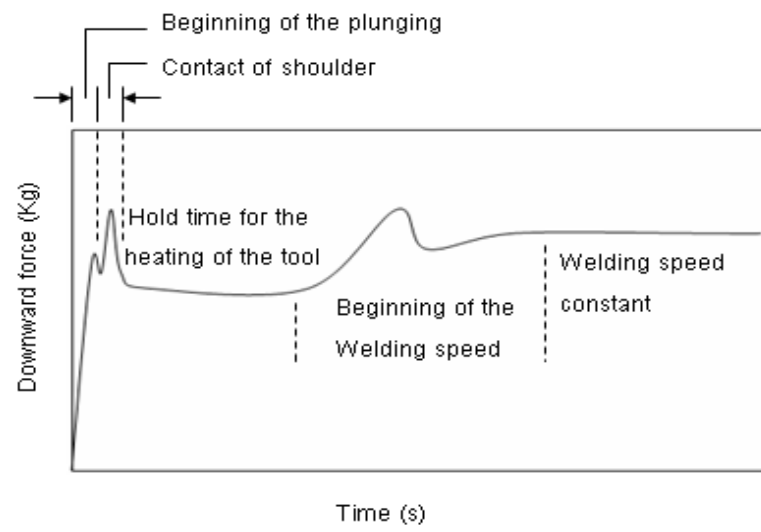 Beginning of the plunging
Contact of shoulder
Downward force (Kg)
Hold time for the
heating of the tool
Beginning of the
Welding speed
Welding speed
constant
Time (s)